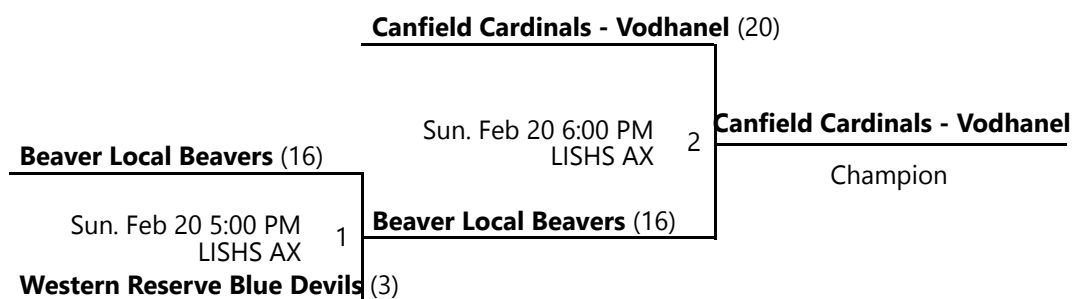 Canfield Cardinals - Vodhanel (20)
Sun. Feb 20 6:00 PM
LISHS AX
2
Canfield Cardinals - Vodhanel
Champion
Beaver Local Beavers (16)
Sun. Feb 20 5:00 PM
LISHS AX
1
Beaver Local Beavers (16)
Western Reserve Blue Devils (3)